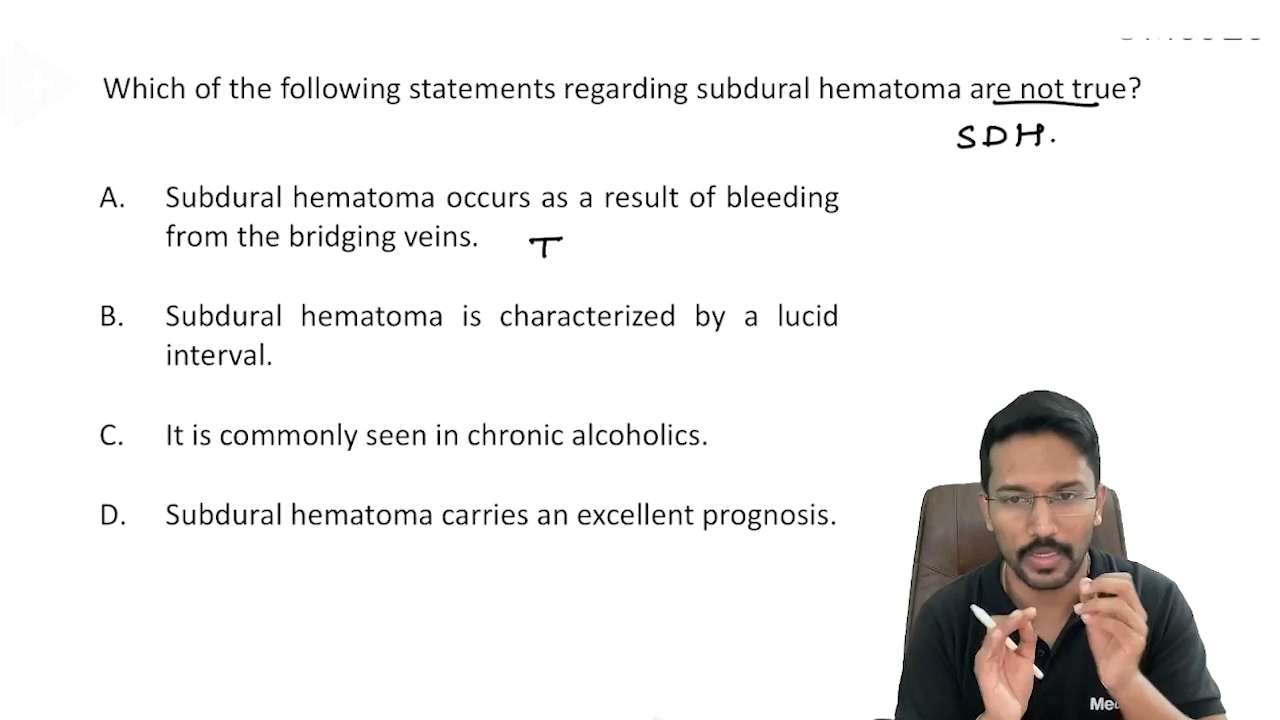 Which of the following statements regarding subdural hematoma are not true?
SDH.
A. Subdural hematoma occurs as a result of bleeding
from the bridging veins. T
B. Subdural hematoma is characterized by a lucid
interval.
C. It is commonly seen in chronic alcoholics.
D. Subdural hematoma carries an excellent prognosis.